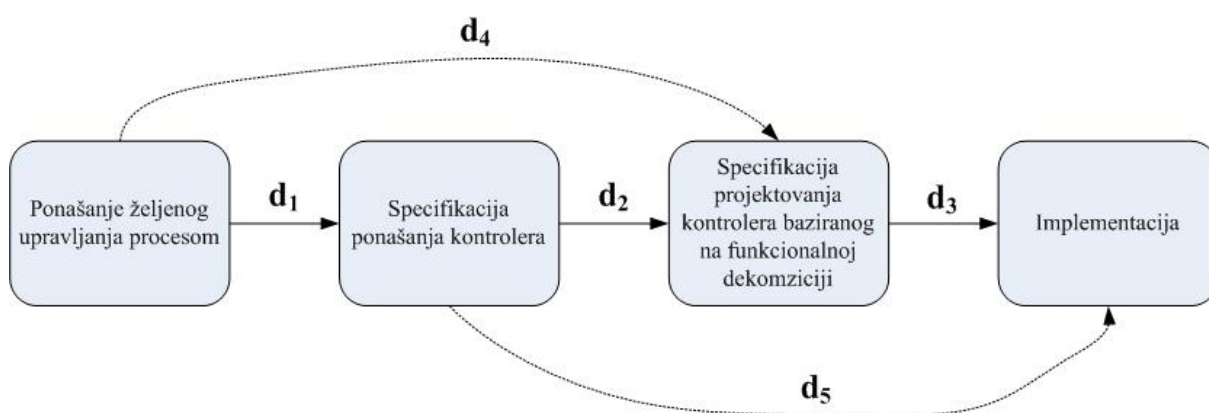 d4
Ponašanje željenog
upravljanja procesom
d1
Specifikacija
ponašanja kontrolera
d2
Specifikacija
projektovanja
kontrolera baziranog
na funkcionalnoj
dekomziciji
d3
Implementacija
d5